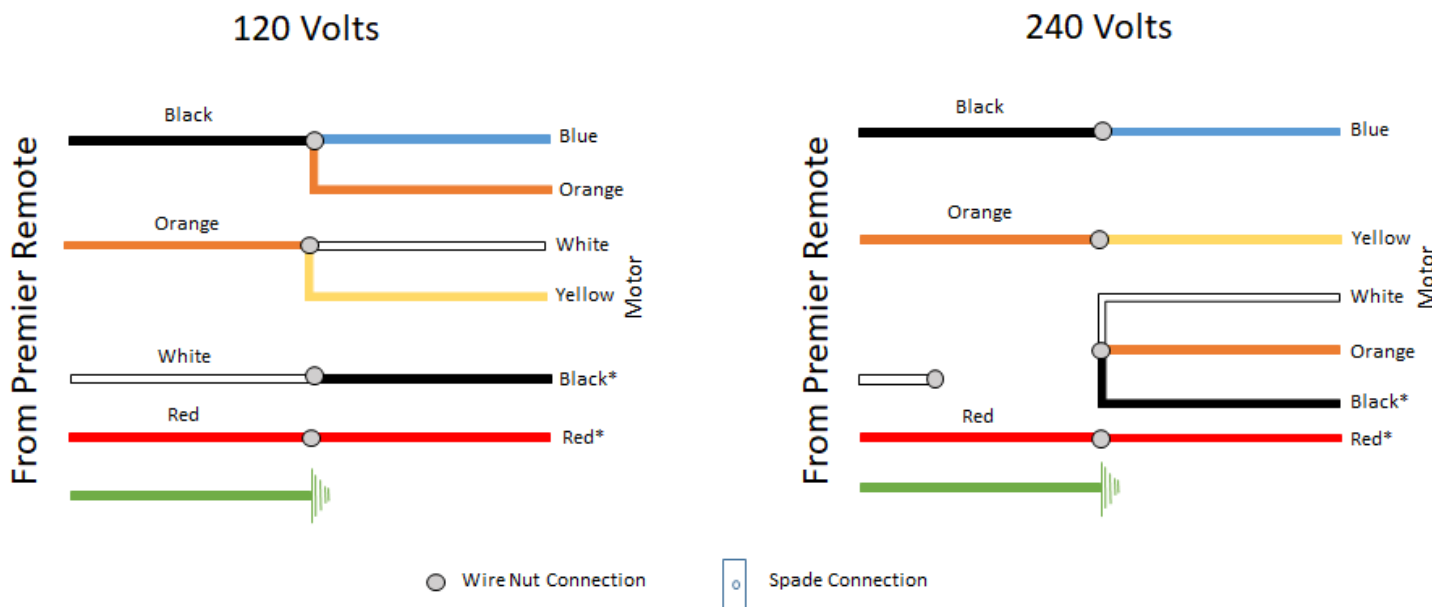 120 Volts
From Premier Remote
Black
Blue
Orange
Orange
White
Yellow
Motor
White
Black*
Red
Red*
240 Volts
From Premier Remote
Black
Blue
Orange
Yellow
White
Motor
Orange
Black*
Red
Red*
Wire Nut Connection
Spade Connection